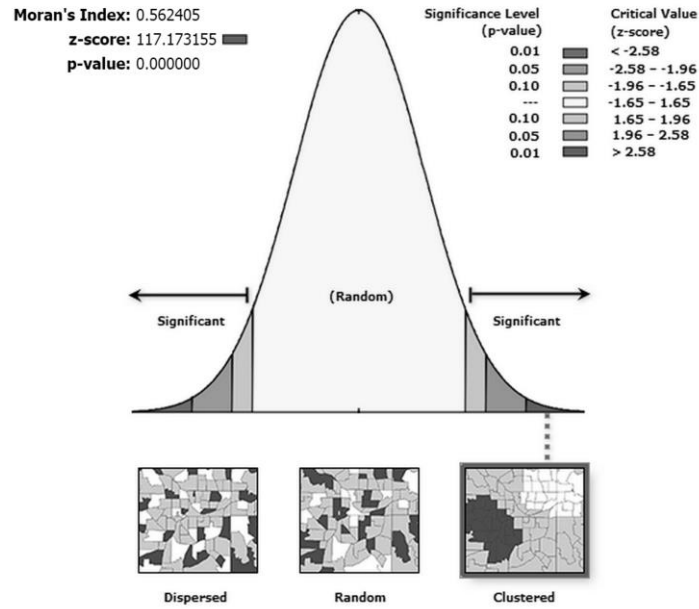 Moran's Index: 0.562405
z-score: 117.173155
p-value: 0.000000
Significance Level
(p-value)
Critical Value
(z-score)
0.01 < -2.58
0.05 -2.58 – -1.96
0.10 -1.96 – -1.65
--- -1.65 – 1.65
0.10 1.65 – 1.96
0.05 1.96 – 2.58
0.01 > 2.58
(Random)
Significant
Significant
Dispersed
Random
Clustered